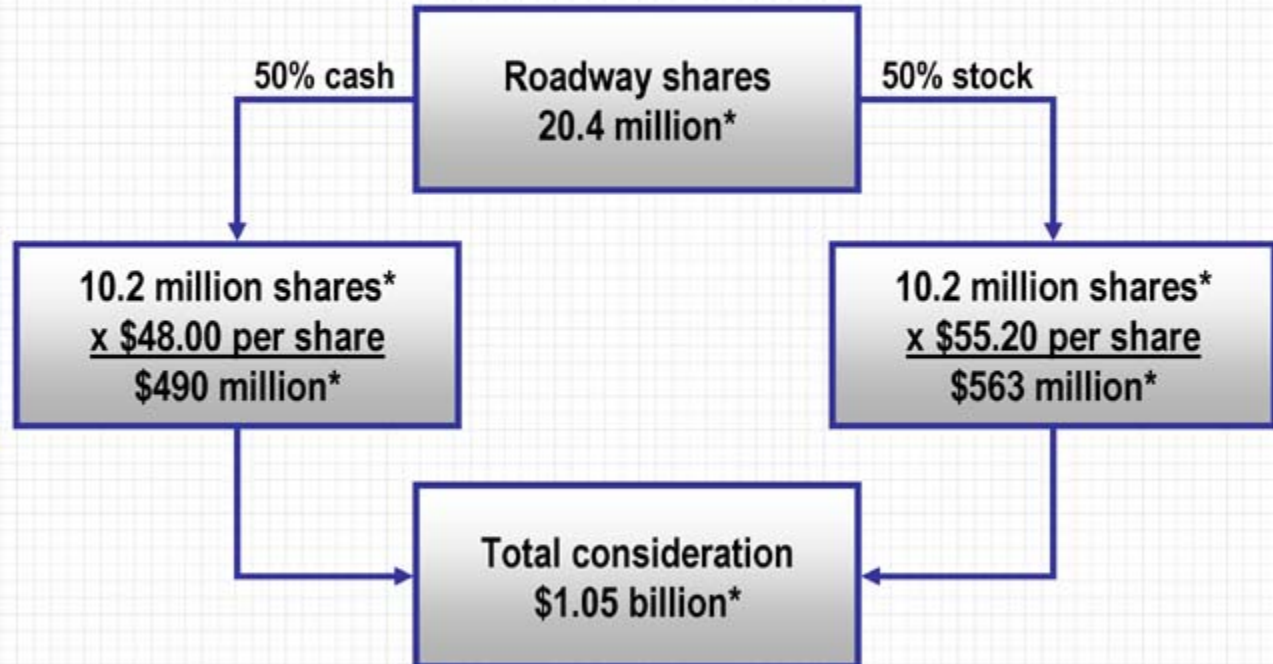 50% cash
Roadway shares
20.4 million*
50% stock
10.2 million shares*
x $48.00 per share
$490 million*
10.2 million shares*
x $55.20 per share
$563 million*
Total consideration
$1.05 billion*